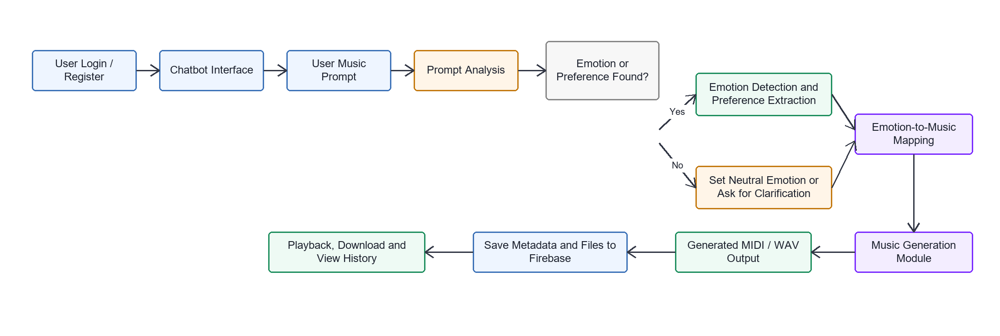 User Login /
Register
Chatbot Interface
User Music
Prompt
Prompt Analysis
Emotion or
Preference Found?
Yes
Emotion Detection and
Preference Extraction
No
Set Neutral Emotion or
Ask for Clarification
Emotion-to-Music
Mapping
Music Generation
Module
Generated MIDI / WAV
Output
Save Metadata and Files to
Firebase
Playback, Download and
View History